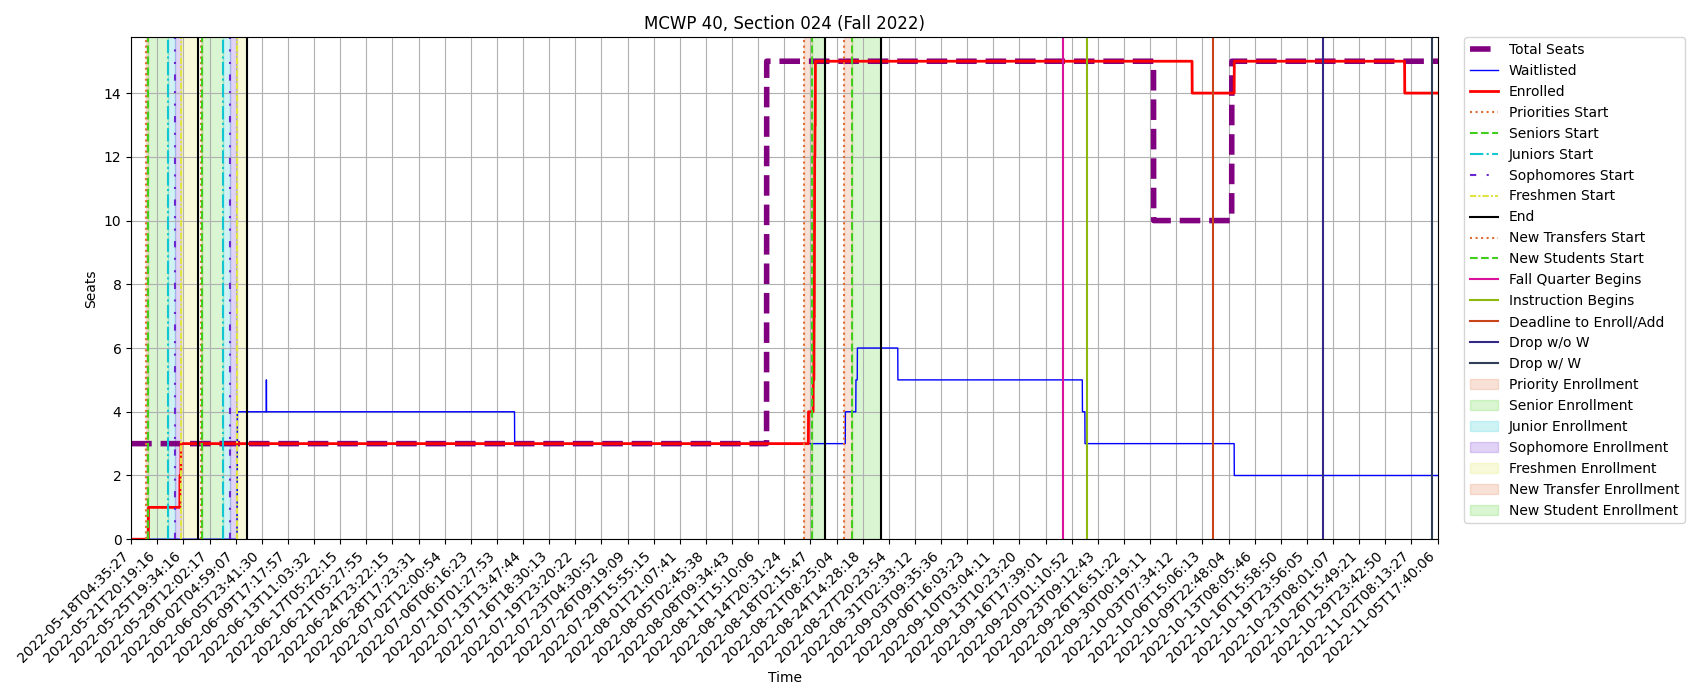 MCWP 40, Section 024 (Fall 2022)
Seats
14
12
10
8
6
4
2
0
2022-05-18T04:35:27
2022-05-21T20:19:16
2022-05-25T19:34:16
2022-05-29T12:02:17
2022-06-02T04:59:07
2022-06-05T23:41:30
2022-06-09T17:17:57
2022-06-13T11:03:32
2022-06-17T05:22:15
2022-06-21T05:27:55
2022-06-24T23:22:15
2022-06-28T17:23:31
2022-07-02T12:00:54
2022-07-06T06:16:23
2022-07-10T01:27:53
2022-07-13T13:47:44
2022-07-16T18:30:13
2022-07-19T23:20:22
2022-07-23T04:30:52
2022-07-26T09:19:09
2022-07-29T15:55:15
2022-08-01T21:07:41
2022-08-05T02:45:38
2022-08-08T09:34:43
2022-08-11T15:10:06
2022-08-14T20:31:24
2022-08-18T02:15:47
2022-08-21T08:25:04
2022-08-24T14:28:18
2022-08-27T20:23:54
2022-08-31T02:33:12
2022-09-03T09:35:36
2022-09-06T16:03:23
2022-09-10T03:04:11
2022-09-13T10:23:20
2022-09-16T17:39:01
2022-09-20T01:10:52
2022-09-23T09:12:43
2022-09-26T16:51:22
2022-09-30T00:19:11
2022-10-03T07:34:12
2022-10-06T15:06:13
2022-10-09T22:48:04
2022-10-13T08:05:46
2022-10-16T15:58:50
2022-10-19T23:56:05
2022-10-23T08:01:07
2022-10-26T15:49:21
2022-10-29T23:42:50
2022-11-02T08:13:27
2022-11-05T17:40:06
Time
Total Seats
Waitlisted
Enrolled
Priorities Start
Seniors Start
Juniors Start
Sophomores Start
Freshmen Start
End
New Transfers Start
New Students Start
Fall Quarter Begins
Instruction Begins
Deadline to Enroll/Add
Drop w/o W
Drop w/ W
Priority Enrollment
Senior Enrollment
Junior Enrollment
Sophomore Enrollment
Freshmen Enrollment
New Transfer Enrollment
New Student Enrollment